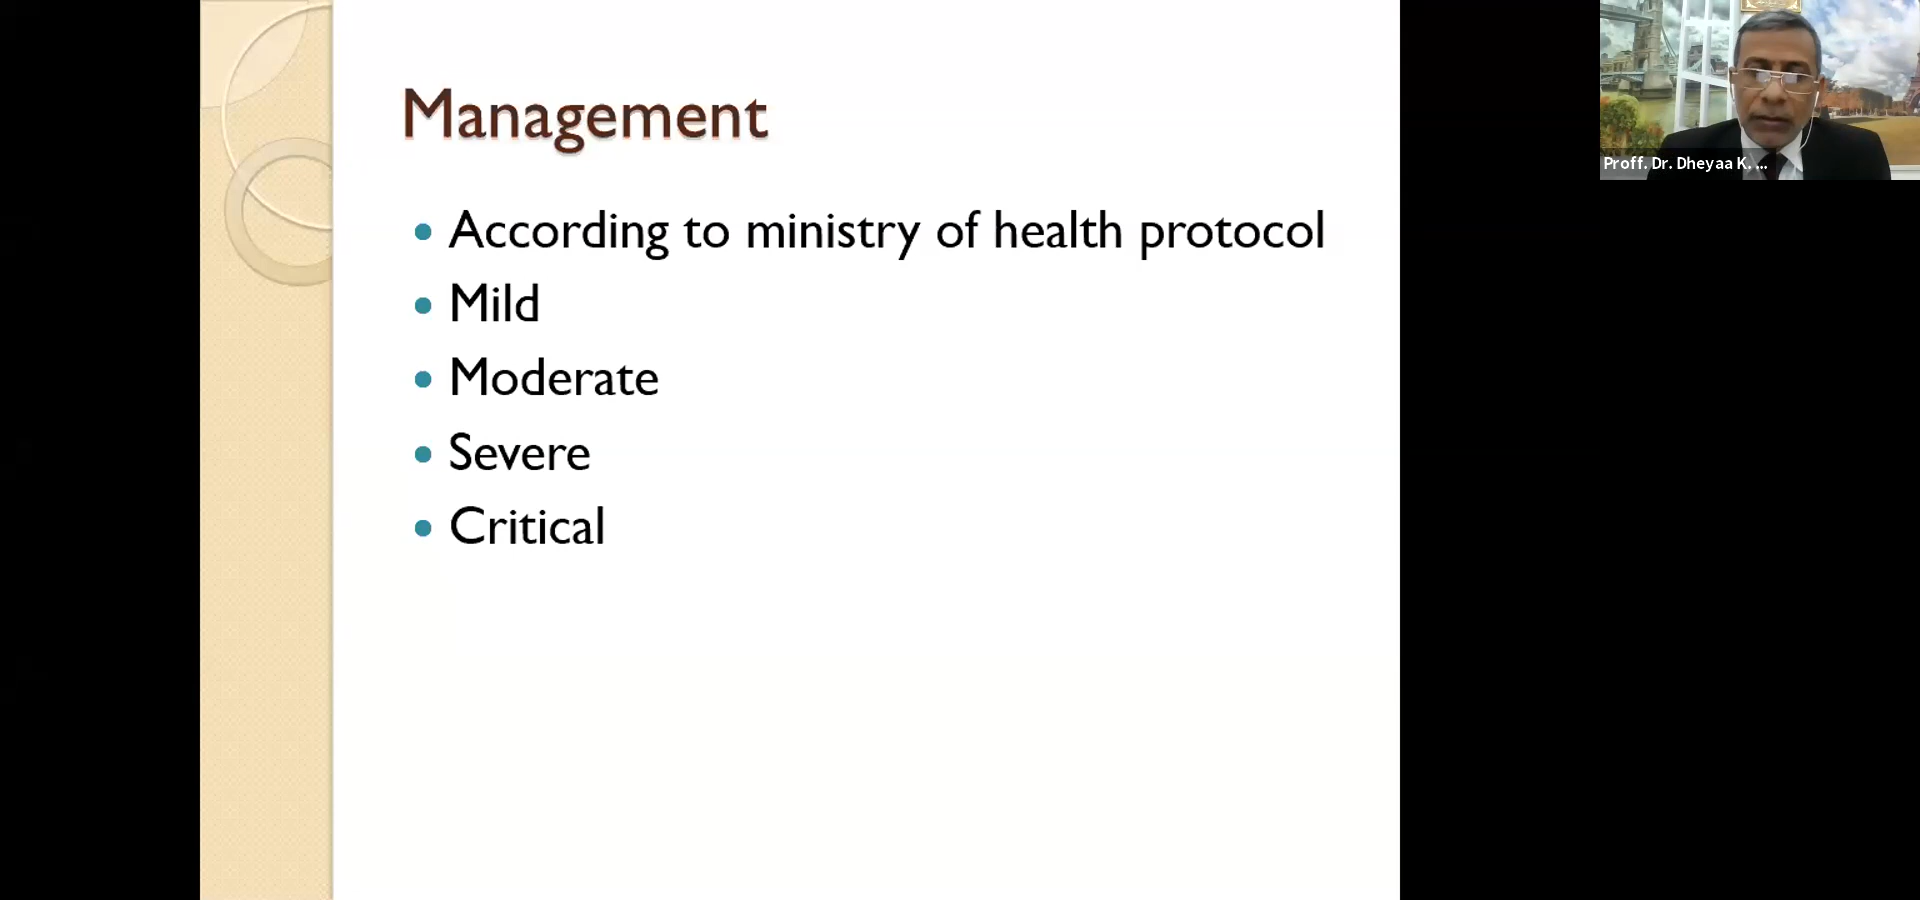 Management
According to ministry of health protocol
Mild
Moderate
Severe
Critical
Proff. Dr. Dheyaa K. ...